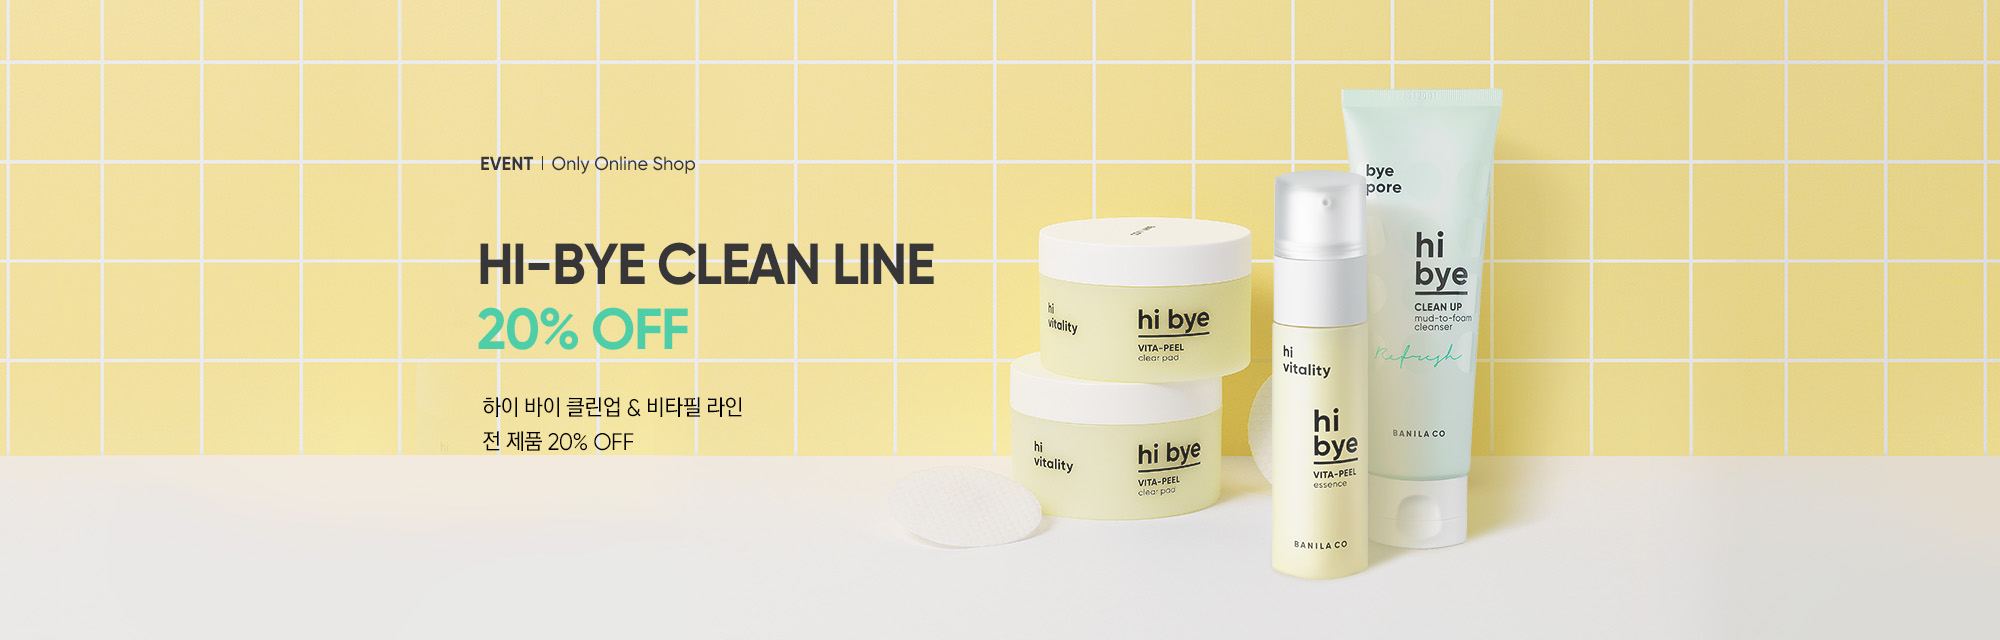 EVENT | Only Online Shop
HI-BYE CLEAN LINE
20% OFF
하이 바이 클린업 & 비타필 라인
전 제품 20% OFF
hi
vitality
hi bye
VITA-PEEL
clear pad
hi
vitality
hi bye
VITA-PEEL
clear pad
hi
vitality
hi
bye
VITA-PEEL
essence
BANILA CO
bye
pore
hi
bye
CLEAN UP
mud-to-foam
cleanser
Refresh
BANILA CO